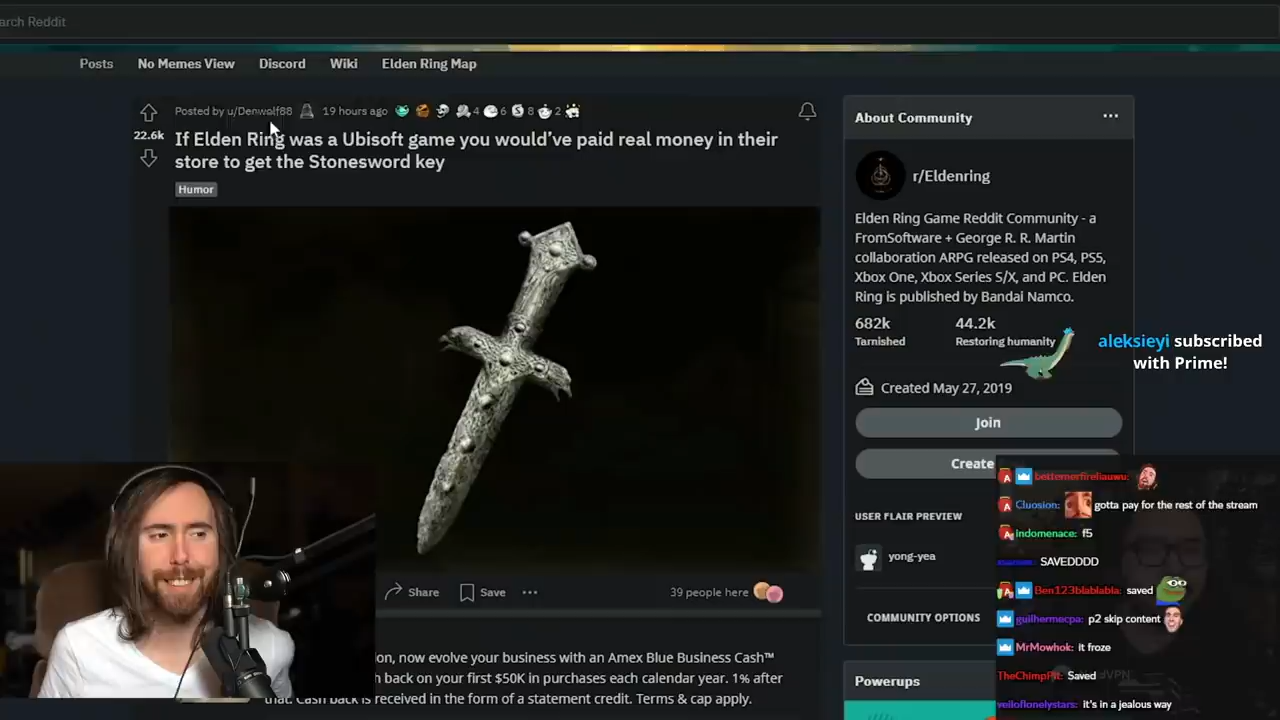 arch Reddit
Posts No Memes View Discord Wiki Elden Ring Map
Posted by u/Denwolf88 19 hours ago 4 6 8 2
22.6k
If Elden Ring was a Ubisoft game you would've paid real money in their
store to get the Stonesword key
Humor
Share Save ... 39 people here
on, now evolve your business with an Amex Blue Business Cash™
h back on your first $50K in purchases each calendar year. 1% after
that. Cash back is received in the form of a statement credit. Terms & cap apply.
About Community ...
r/Eldenring
Elden Ring Game Reddit Community - a
FromSoftware + George R. R. Martin
collaboration ARPG released on PS4, PS5,
Xbox One, Xbox Series S/X, and PC. Elden
Ring is published by Bandai Namco.
682k 44.2k
Tarnished Restoring humanity
Created May 27, 2019
Join
Create
USER FLAIR PREVIEW
yong-yea
COMMUNITY OPTIONS
Powerups
aleksieyi subscribed
with Prime!
Cluosion: gotta pay for the rest of the stream
indomenace: f5
SAVEDDDD
Ben123blablabla: saved
guilhermecpa: p2 skip content
MrMowhok: it froze
TheChimpPit: Saved
veiloflonelystars: it's in a jealous way